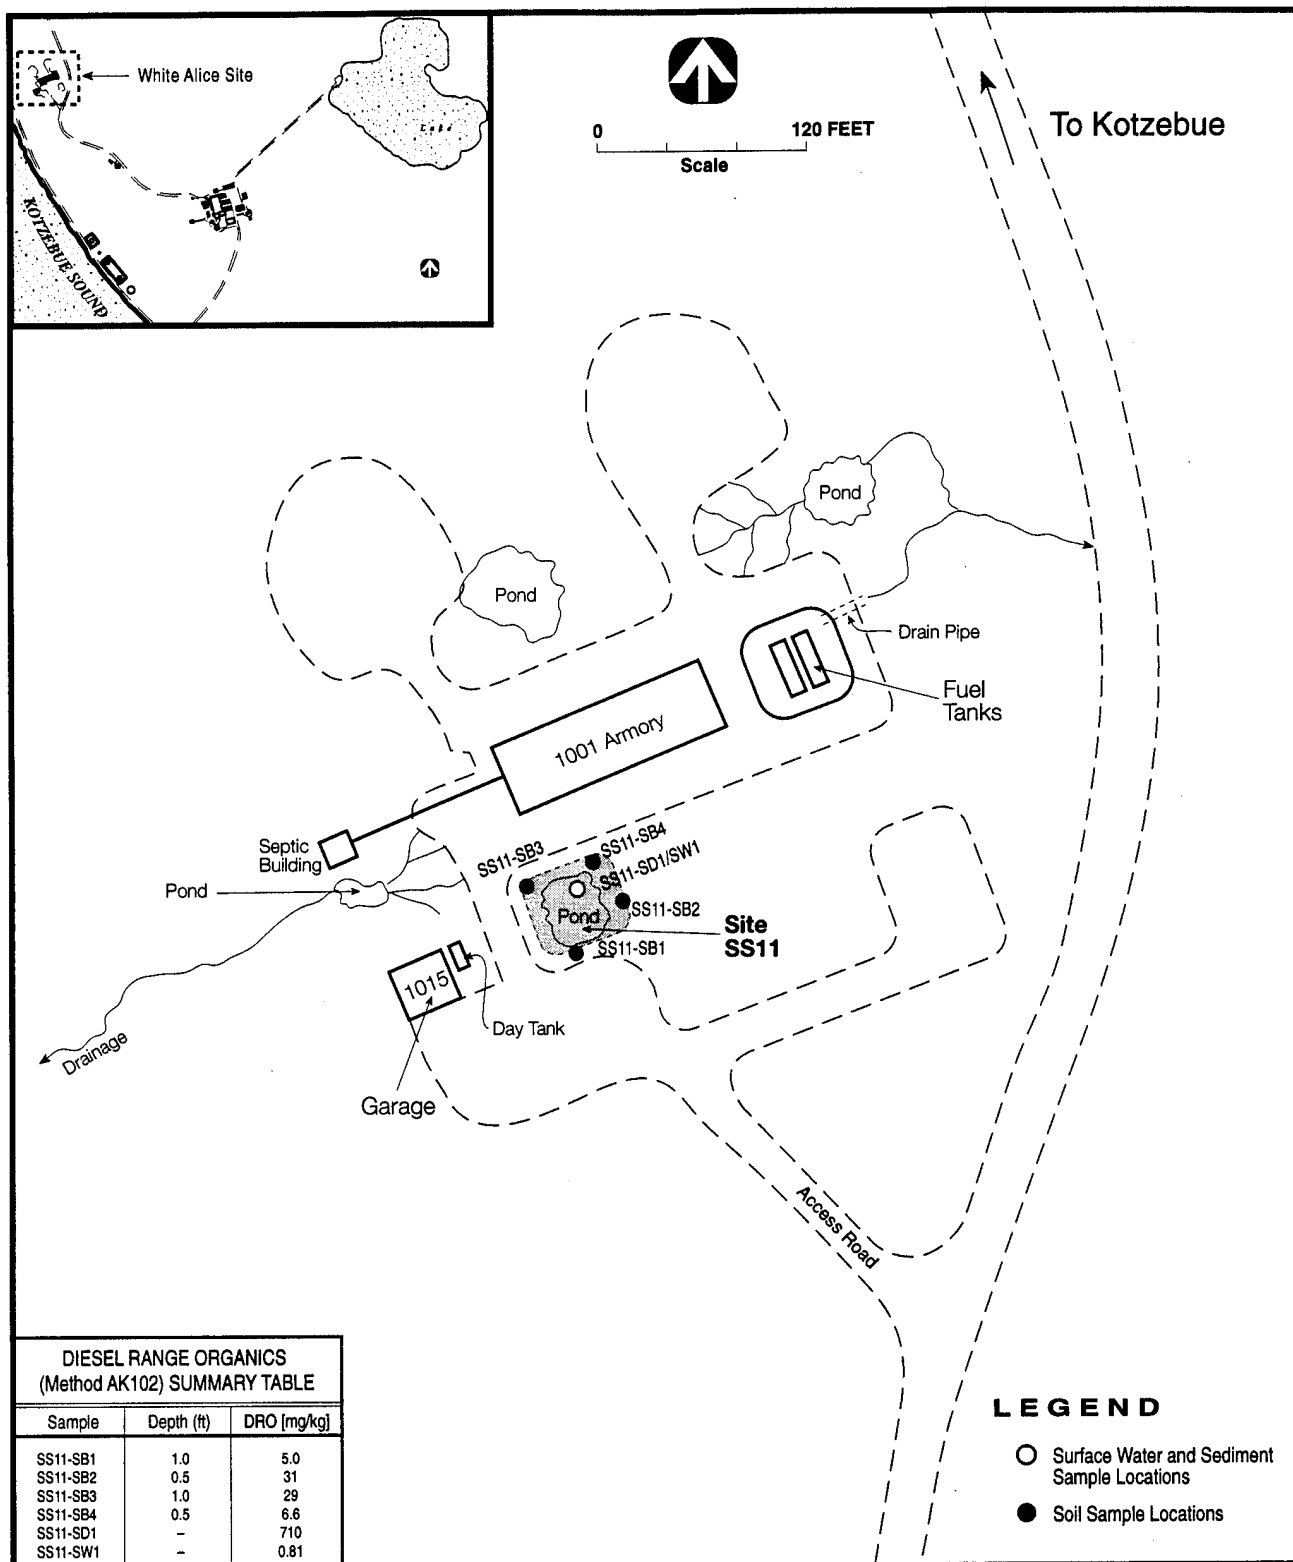 White Alice Site
Lake
KOTZEBUE SOUND
0 120 FEET
Scale
To Kotzebue
Pond
Pond
Drain Pipe
Fuel
Tanks
1001 Armory
Septic
Building
Pond
SS11-SB3
SS11-SB4
SS11-SD1/SW1
SS11-SB2
Pond
Site
SS11
SS11-SB1
1015
Day Tank
Drainage
Garage
Access Road
DIESEL RANGE ORGANICS
(Method AK102) SUMMARY TABLE
Sample Depth (ft) DRO [mg/kg]
SS11-SB1 1.0 5.0
SS11-SB2 0.5 31
SS11-SB3 1.0 29
SS11-SB4 0.5 6.6
SS11-SD1 – 710
SS11-SW1 – 0.81
LEGEND
Surface Water and Sediment
Sample Locations
Soil Sample Locations